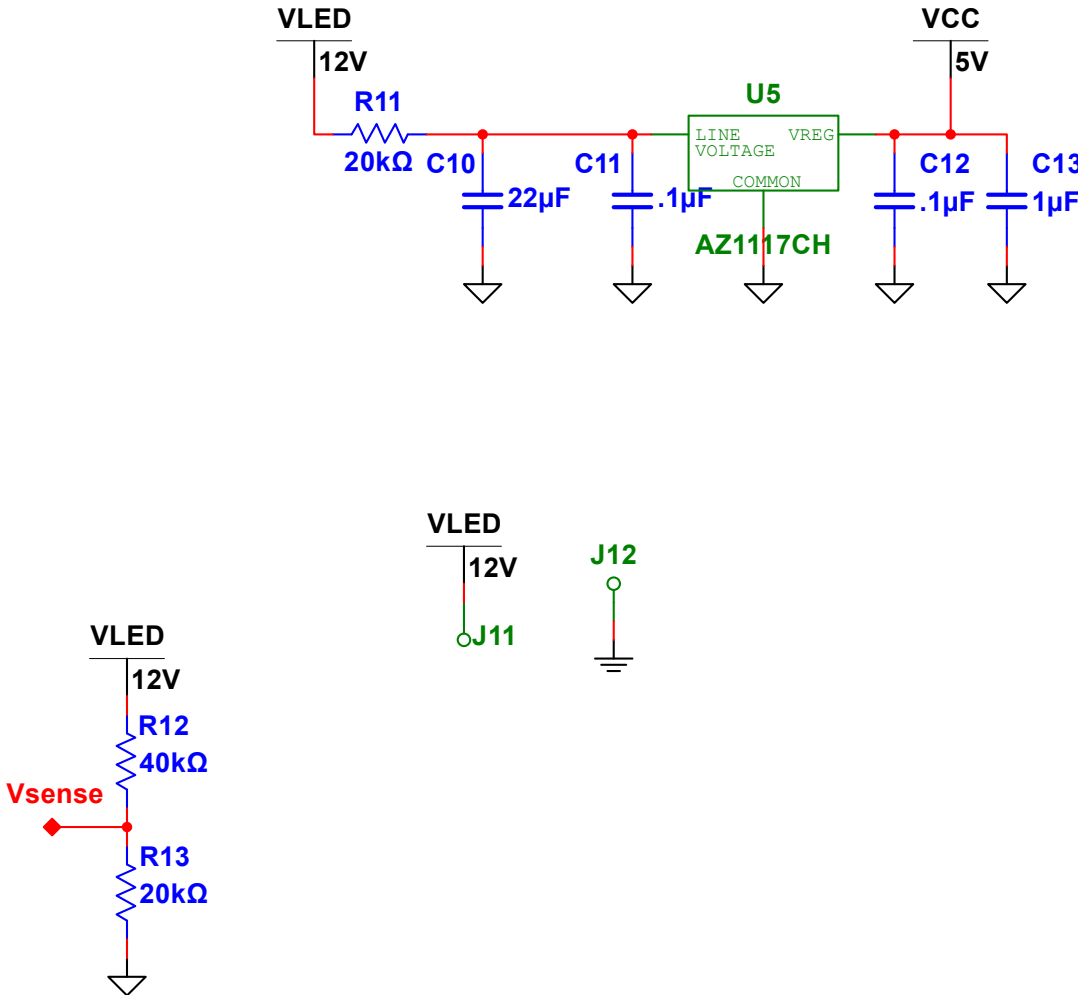 VLED
12V
R11
20kΩ
C10
22µF
C11
.1µF
U5
LINE VREG
VOLTAGE
COMMON
AZ1117CH
VCC
5V
C12
.1µF
C13
1µF
VLED
12V
J11
J12
VLED
12V
R12
40kΩ
Vsense
R13
20kΩ